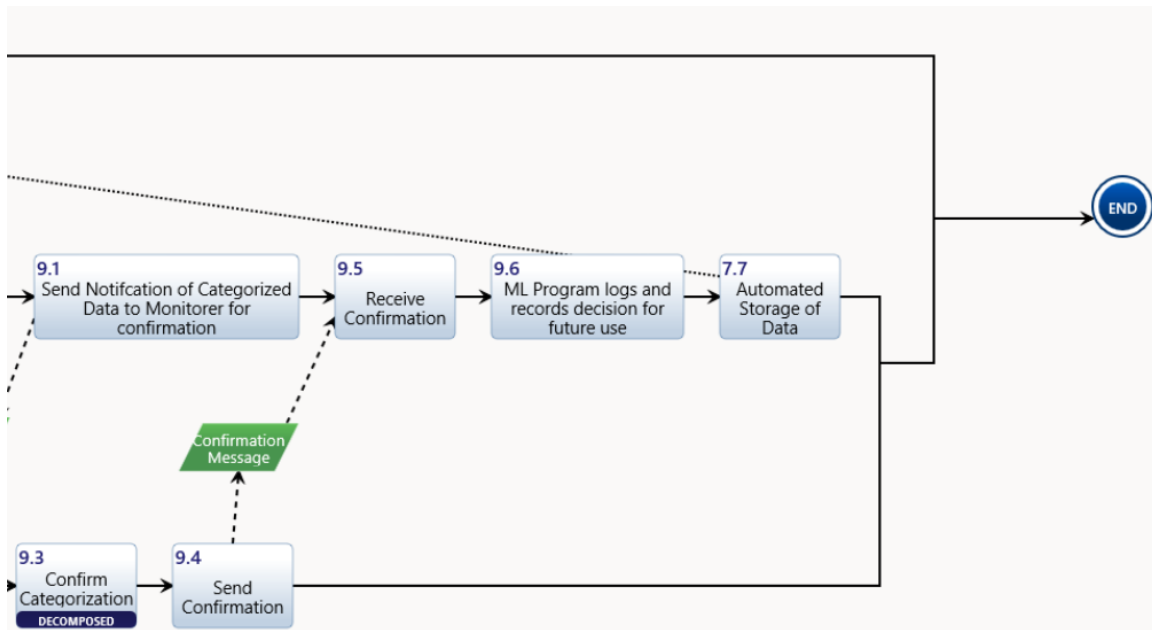 END
9.1
Send Notifcation of Categorized
Data to Monitorer for
confirmation
9.5
Receive
Confirmation
9.6
ML Program logs and
records decision for
future use
7.7
Automated
Storage of
Data
Confirmation
Message
9.3
Confirm
Categorization
DECOMPOSED
9.4
Send
Confirmation